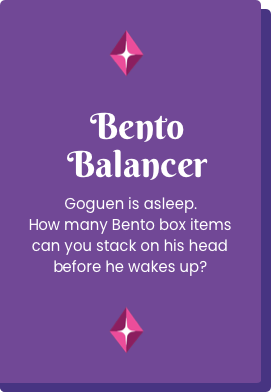 Bento
Balancer
Goguen is asleep.
How many Bento box items
can you stack on his head
before he wakes up?